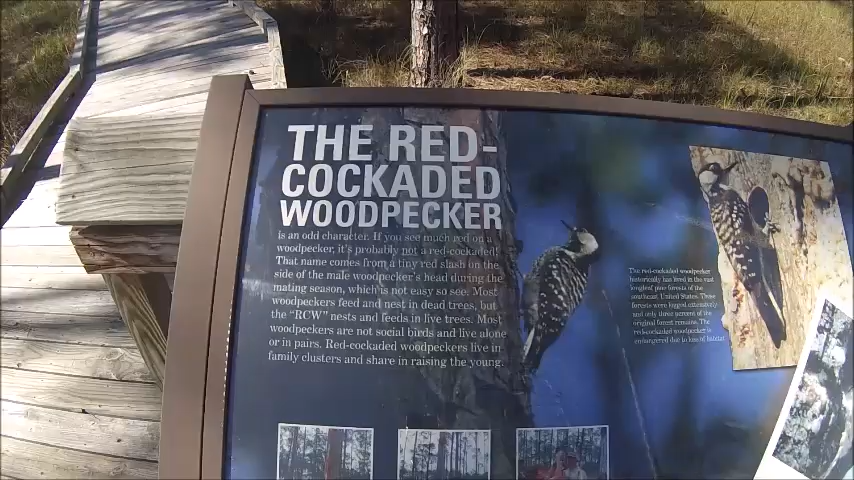 THE RED-
COCKADED
WOODPECKER
is an odd character. If you see much red on a
woodpecker, it's probably not a red-cockaded!
That name comes from a tiny red slash on the
side of the male woodpecker's head during the
mating season, which is not easy so see. Most
woodpeckers feed and nest in dead trees, but
the "RCW" nests and feeds in live trees. Most
woodpeckers are not social birds and live alone
or in pairs. Red-cockaded woodpeckers live in
family clusters and share in raising the young.
The red-cockaded woodpecker
historically has lived in the vast
longleaf pine forests of the
southeast United States. These
forests were logged extensively
and only three percent of the
original forest remains. The
red-cockaded woodpecker is
endangered due to loss of habitat.